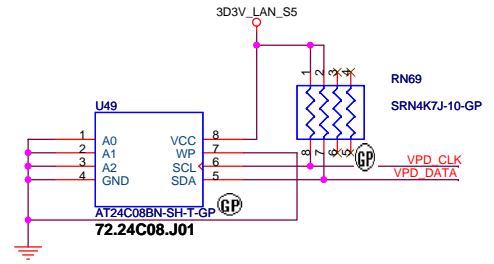 3D3V_LAN_S5
1 2 3 4
RN69
SRN4K7J-10-GP
8 7 6 5
GP
VPD_CLK
VPD_DATA
U49
1 A0 VCC 8
2 A1 WP 7
3 A2 SCL 6
4 GND SDA 5
AT24C08BN-SH-T-GP GP
72.24C08.J01